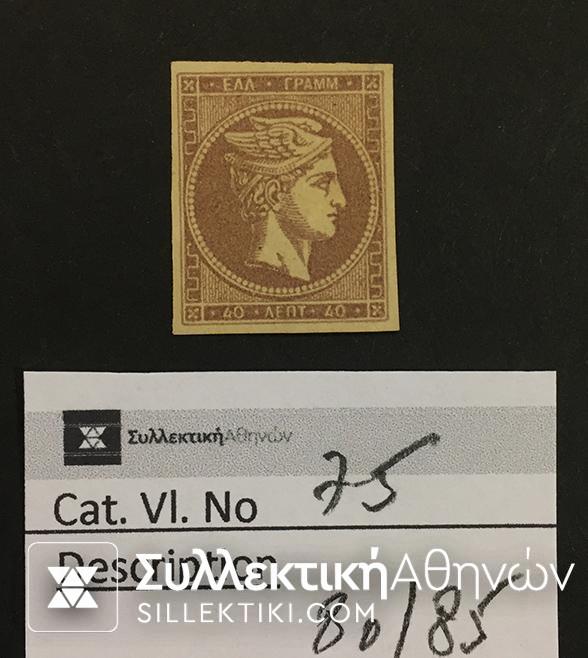 ΕΛΛ · ΓΡΑΜΜ
40 · ΛΕΠΤ · 40
ΣυλλεκτικήΑθηνών
Cat. Vl. No 75
Description
ΣυλλεκτικήΑθηνών
SILLEKTIKI.COM
80/85